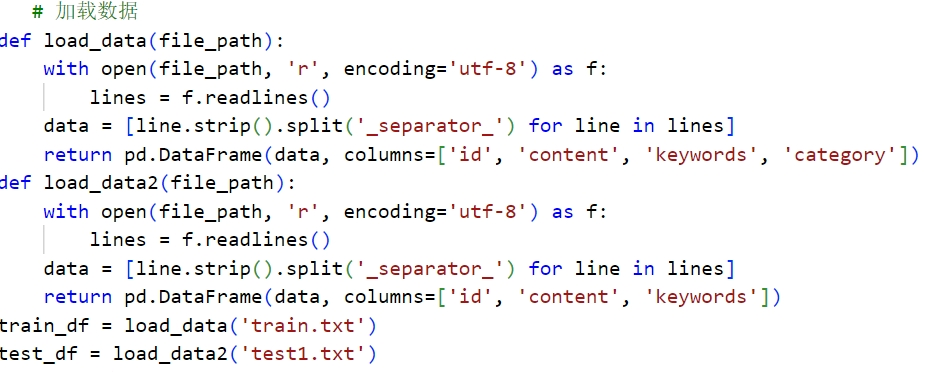 # 加载数据
def load_data(file_path):
    with open(file_path, 'r', encoding='utf-8') as f:
        lines = f.readlines()
    data = [line.strip().split('_separator_') for line in lines]
    return pd.DataFrame(data, columns=['id', 'content', 'keywords', 'category'])
def load_data2(file_path):
    with open(file_path, 'r', encoding='utf-8') as f:
        lines = f.readlines()
    data = [line.strip().split('_separator_') for line in lines]
    return pd.DataFrame(data, columns=['id', 'content', 'keywords'])
train_df = load_data('train.txt')
test_df = load_data2('test1.txt')